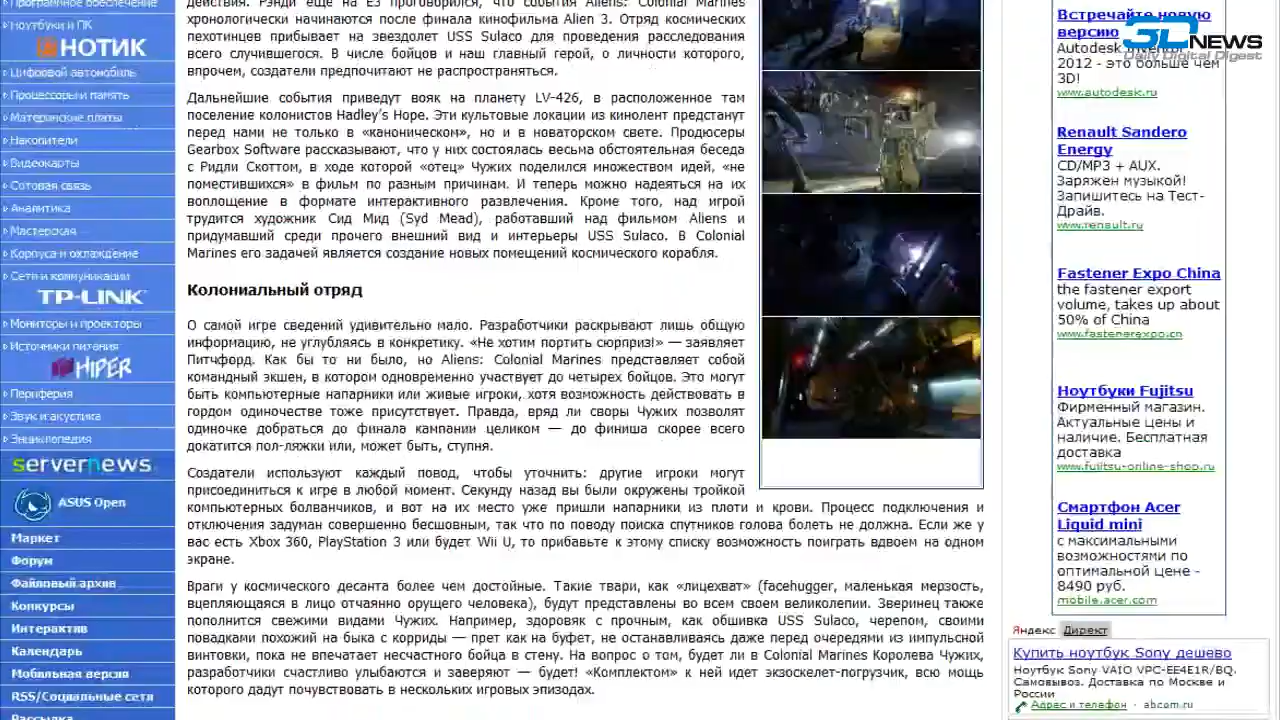 Программное обеспечение
Ноутбуки и ПК
НОТИК
Цифровой автомобиль
Процессоры и память
Материнские платы
Накопители
Видеокарты
Сотовая связь
Аналитика
Мастерская
Корпуса и охлаждение
Сети и коммуникации
TP-LINK
Мониторы и проекторы
Источники питания
HIPER
Периферия
Звук и акустика
Энциклопедия
servernews
ASUS Open
Маркет
Форум
Файловый архив
Конкурсы
Интерактив
Календарь
Мобильная версия
RSS/Социальные сети
Рассылка
действия. Рэнди еще на E3 проговорился, что события Aliens: Colonial Marines
хронологически начинаются после финала кинофильма Alien 3. Отряд космических
пехотинцев прибывает на звездолет USS Sulaco для проведения расследования
всего случившегося. В числе бойцов и наш главный герой, о личности которого,
впрочем, создатели предпочитают не распространяться.
Дальнейшие события приведут вояк на планету LV-426, в расположенное там
поселение колонистов Hadley's Hope. Эти культовые локации из кинолент предстанут
перед нами не только в «каноническом», но и в новаторском свете. Продюсеры
Gearbox Software рассказывают, что у них состоялась весьма обстоятельная беседа
с Ридли Скоттом, в ходе которой «отец» Чужих поделился множеством идей, «не
поместившихся» в фильм по разным причинам. И теперь можно надеяться на их
воплощение в формате интерактивного развлечения. Кроме того, над игрой
трудится художник Сид Мид (Syd Mead), работавший над фильмом Aliens и
придумавший среди прочего внешний вид и интерьеры USS Sulaco. В Colonial
Marines его задачей является создание новых помещений космического корабля.
Колониальный отряд
О самой игре сведений удивительно мало. Разработчики раскрывают лишь общую
информацию, не углубляясь в конкретику. «Не хотим портить сюрприз!» — заявляет
Питчфорд. Как бы то ни было, но Aliens: Colonial Marines представляет собой
командный экшен, в котором одновременно участвует до четырех бойцов. Это могут
быть компьютерные напарники или живые игроки, хотя возможность действовать в
гордом одиночестве тоже присутствует. Правда, вряд ли своры Чужих позволят
одиночке добраться до финала кампании целиком — до финиша скорее всего
докатится пол-ляжки или, может быть, ступня.
Создатели используют каждый повод, чтобы уточнить: другие игроки могут
присоединиться к игре в любой момент. Секунду назад вы были окружены тройкой
компьютерных болванчиков, и вот на их место уже пришли напарники из плоти и крови. Процесс подключения и
отключения задуман совершенно бесшовным, так что по поводу поиска спутников голова болеть не должна. Если же у
вас есть Xbox 360, PlayStation 3 или будет Wii U, то прибавьте к этому списку возможность поиграть вдвоем на одном
экране.
Враги у космического десанта более чем достойные. Такие твари, как «лицехват» (facehugger, маленькая мерзость,
вцепляющаяся в лицо отчаянно орущего человека), будут представлены во всем своем великолепии. Зверинец также
пополнится свежими видами Чужих. Например, здоровяк с прочным, как обшивка USS Sulaco, черепом, своими
повадками похожий на быка с корриды — прет как на буфет, не останавливаясь даже перед очередями из импульсной
винтовки, пока не впечатает несчастного бойца в стену. На вопрос о том, будет ли в Colonial Marines Королева Чужих,
разработчики счастливо улыбаются и заверяют — будет! «Комплектом» к ней идет экзоскелет-погрузчик, всю мощь
которого дадут почувствовать в нескольких игровых эпизодах.
3DNEWS
Daily Digital Digest
Встречайте новую
версию
Autodesk Inventor
2012 - это больше чем
3D!
www.autodesk.ru
Renault Sandero
Energy
CD/MP3 + AUX.
Заряжен музыкой!
Запишитесь на Тест-
Драйв.
www.renault.ru
Fastener Expo China
the fastener export
volume, takes up about
50% of China
www.fastenerexpo.cn
Ноутбуки Fujitsu
Фирменный магазин.
Актуальные цены и
наличие. Бесплатная
доставка
www.fujitsu-online-shop.ru
Смартфон Acer
Liquid mini
с максимальными
возможностями по
оптимальной цене -
8490 руб.
mobile.acer.com
Яндекс Директ
Купить ноутбук Sony дешево
Ноутбук Sony VAIO VPC-EE4E1R/BQ.
Самовывоз. Доставка по Москве и
России
Адрес и телефон · abcom.ru